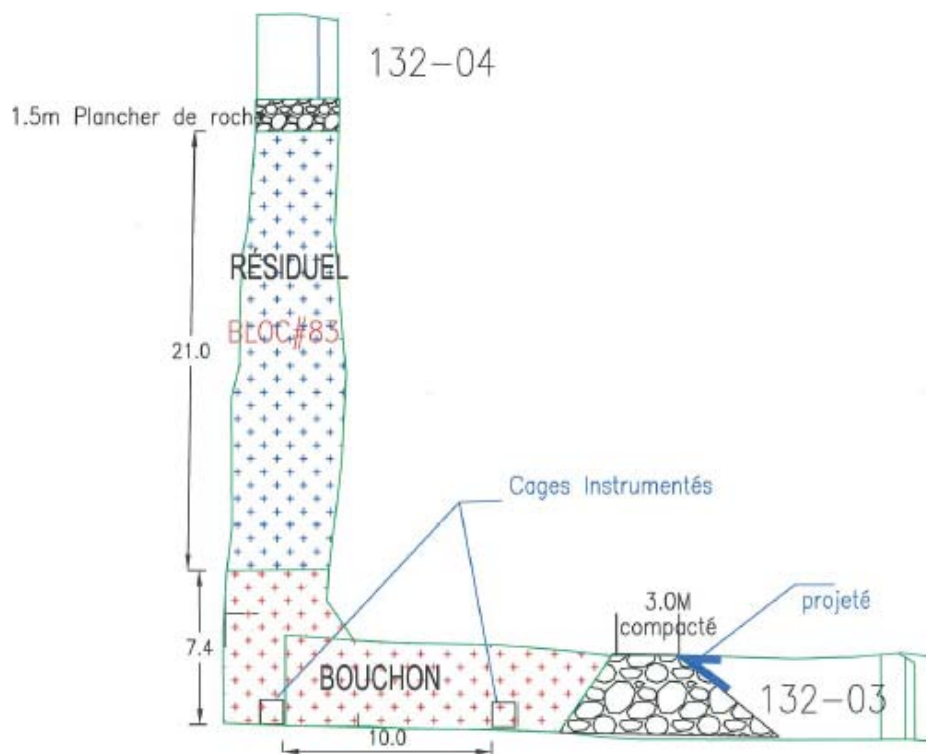 132-04
1.5m Plancher de roche
RÉSIDUEL
BLOC#83
21.0
Cages Instrumentés
3.0M
compacté
projeté
7.4
BOUCHON
132-03
10.0